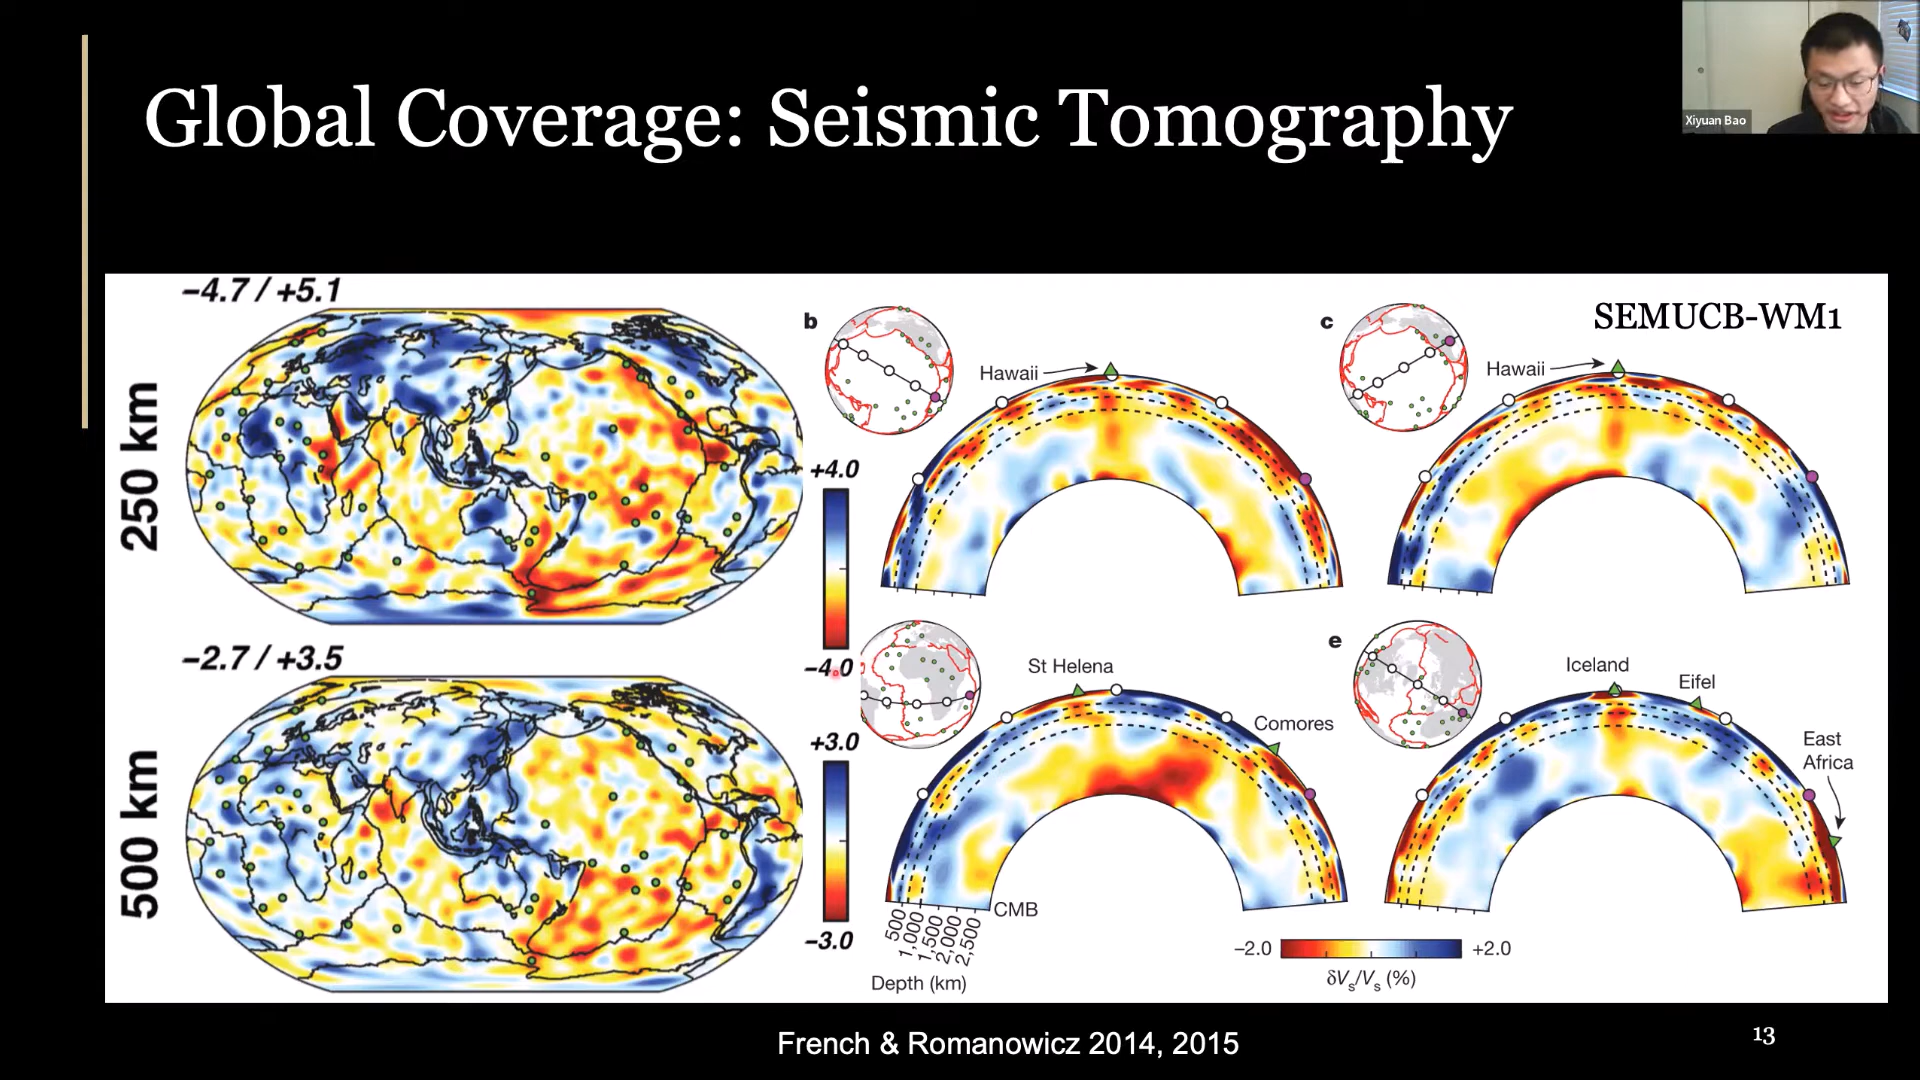 Global Coverage: Seismic Tomography
Xiyuan Bao
−4.7 / +5.1
250 km
+4.0
−4.0
−2.7 / +3.5
500 km
+3.0
−3.0
b
Hawaii
c
Hawaii
SEMUCB-WM1
St Helena
Comores
CMB
500
1,000
1,500
2,000
2,500
Depth (km)
e
Iceland
Eifel
East
Africa
−2.0
+2.0
δVs/Vs (%)
French & Romanowicz 2014, 2015
13